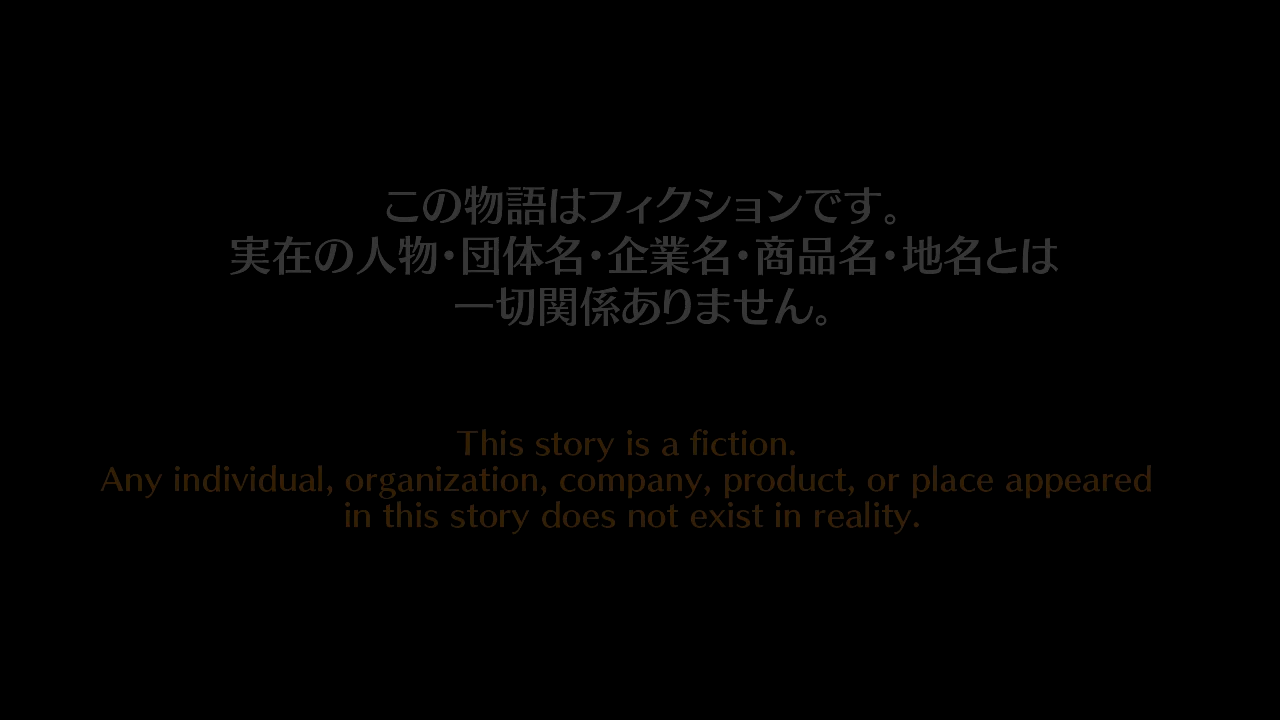 この物語はフィクションです。
実在の人物・団体名・企業名・商品名・地名とは
一切関係ありません。
This story is a fiction.
Any individual, organization, company, product, or place appeared
in this story does not exist in reality.